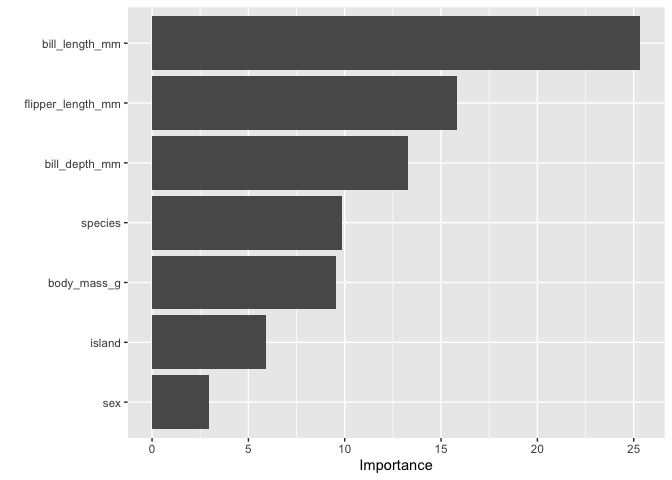 bill_length_mm
flipper_length_mm
bill_depth_mm
species
body_mass_g
island
sex
0 5 10 15 20 25
Importance